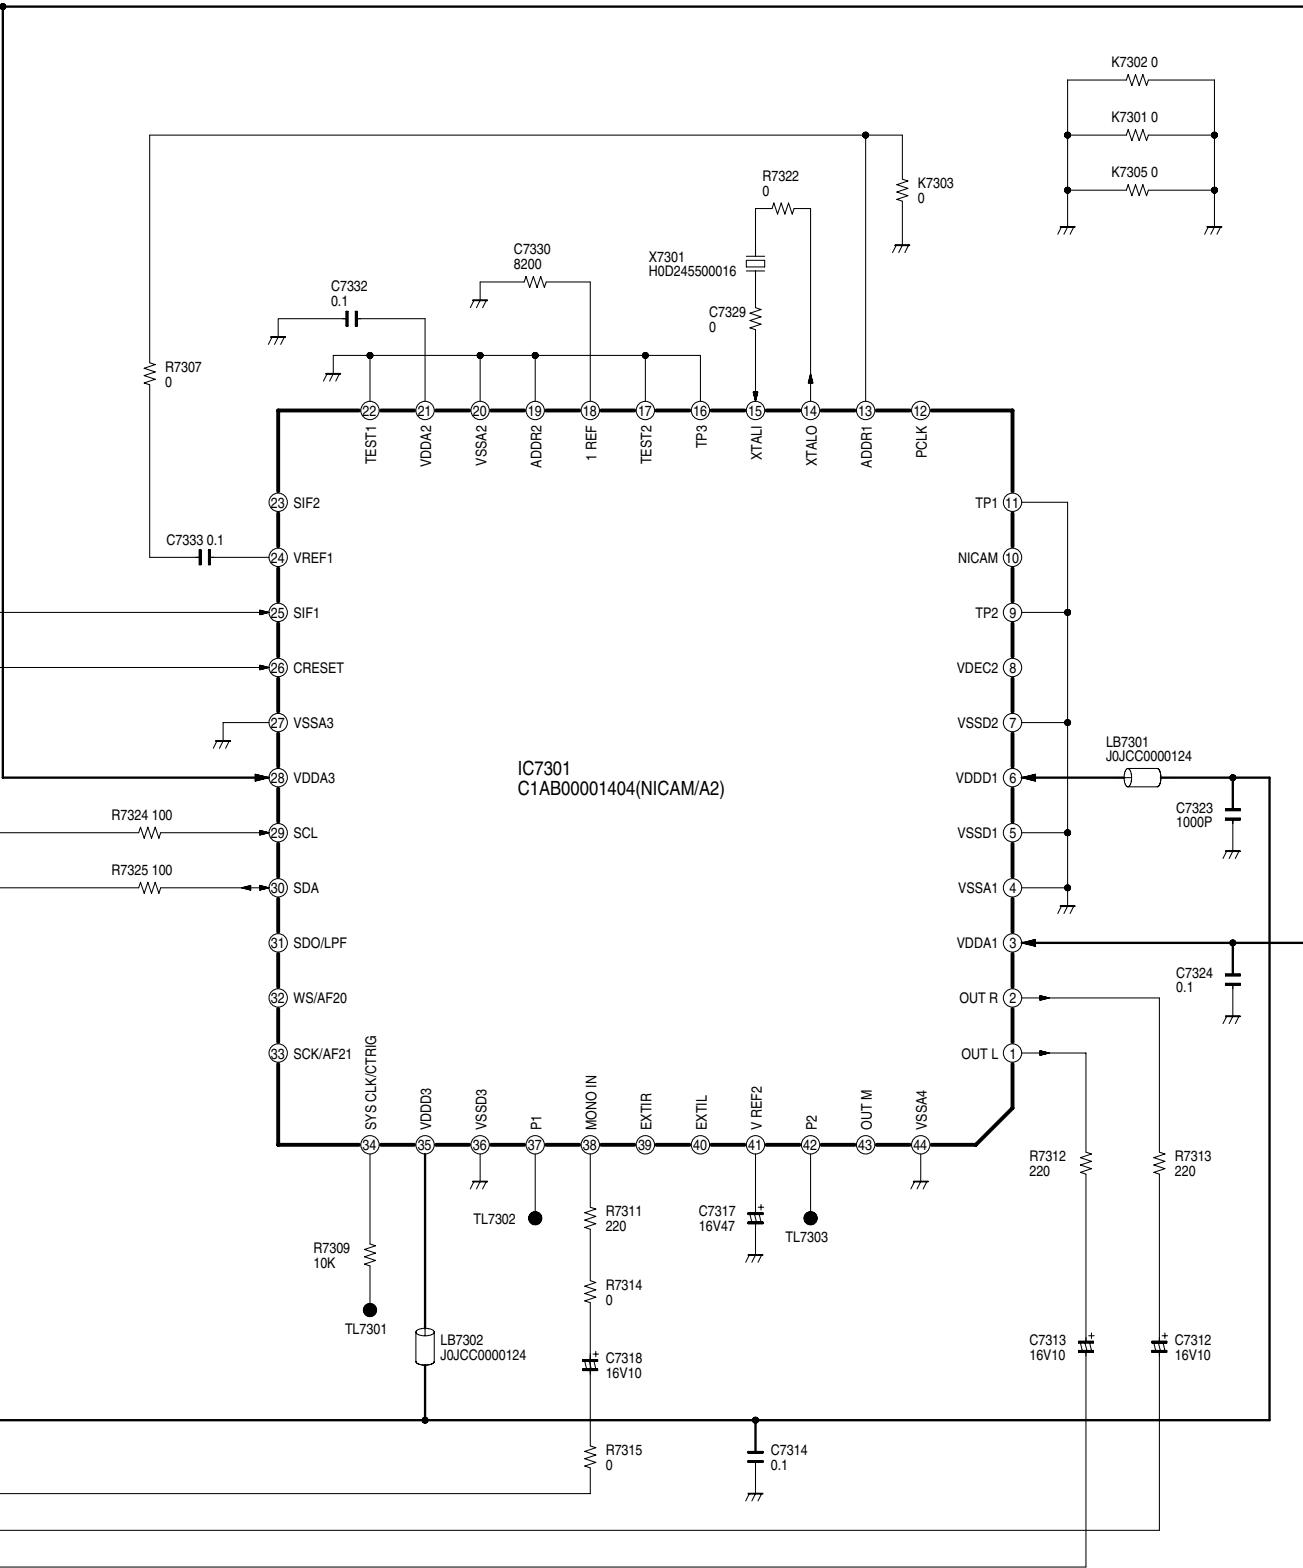 K7302 0
K7301 0
K7305 0
R7322
0
K7303
0
C7330
8200
X7301
H0D245500016
C7332
0.1
C7329
0
R7307
0
22
21
20
19
18
17
16
15
14
13
12
TEST1
VDDA2
VSSA2
ADDR2
1 REF
TEST2
TP3
XTALI
XTALO
ADDR1
PCLK
23 SIF2
C7333 0.1
24 VREF1
25 SIF1
26 CRESET
27 VSSA3
28 VDDA3
R7324 100
29 SCL
R7325 100
30 SDA
31 SDO/LPF
32 WS/AF20
33 SCK/AF21
IC7301
C1AB00001404(NICAM/A2)
TP1 11
NICAM 10
TP2 9
VDEC2 8
VSSD2 7
VDDD1 6
VSSD1 5
VSSA1 4
VDDA1 3
OUT R 2
OUT L 1
LB7301
J0JCC0000124
C7323
1000P
C7324
0.1
SYS CLK/CTRIG
VDDD3
VSSD3
P1
MONO IN
EXTIR
EXTIL
V REF2
P2
OUT M
VSSA4
34
35
36
37
38
39
40
41
42
43
44
R7312
220
R7313
220
TL7302
R7311
220
C7317
+
16V47
TL7303
R7309
10K
R7314
0
TL7301
LB7302
J0JCC0000124
+
C7318
16V10
C7313
+
16V10
+
C7312
16V10
R7315
0
C7314
0.1